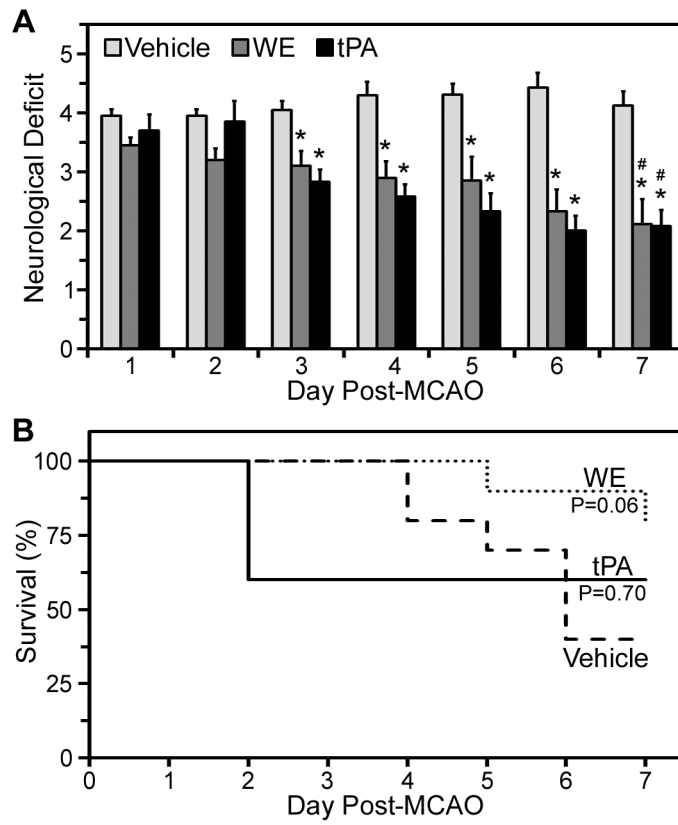 A
Vehicle WE tPA
Neurological Deficit
5
4
3
2
1
0
* *
* *
* *
* *
# #
* *
1 2 3 4 5 6 7
Day Post-MCAO
B
Survival (%)
100
75
50
25
0
WE
P=0.06
tPA
P=0.70
Vehicle
0 1 2 3 4 5 6 7
Day Post-MCAO